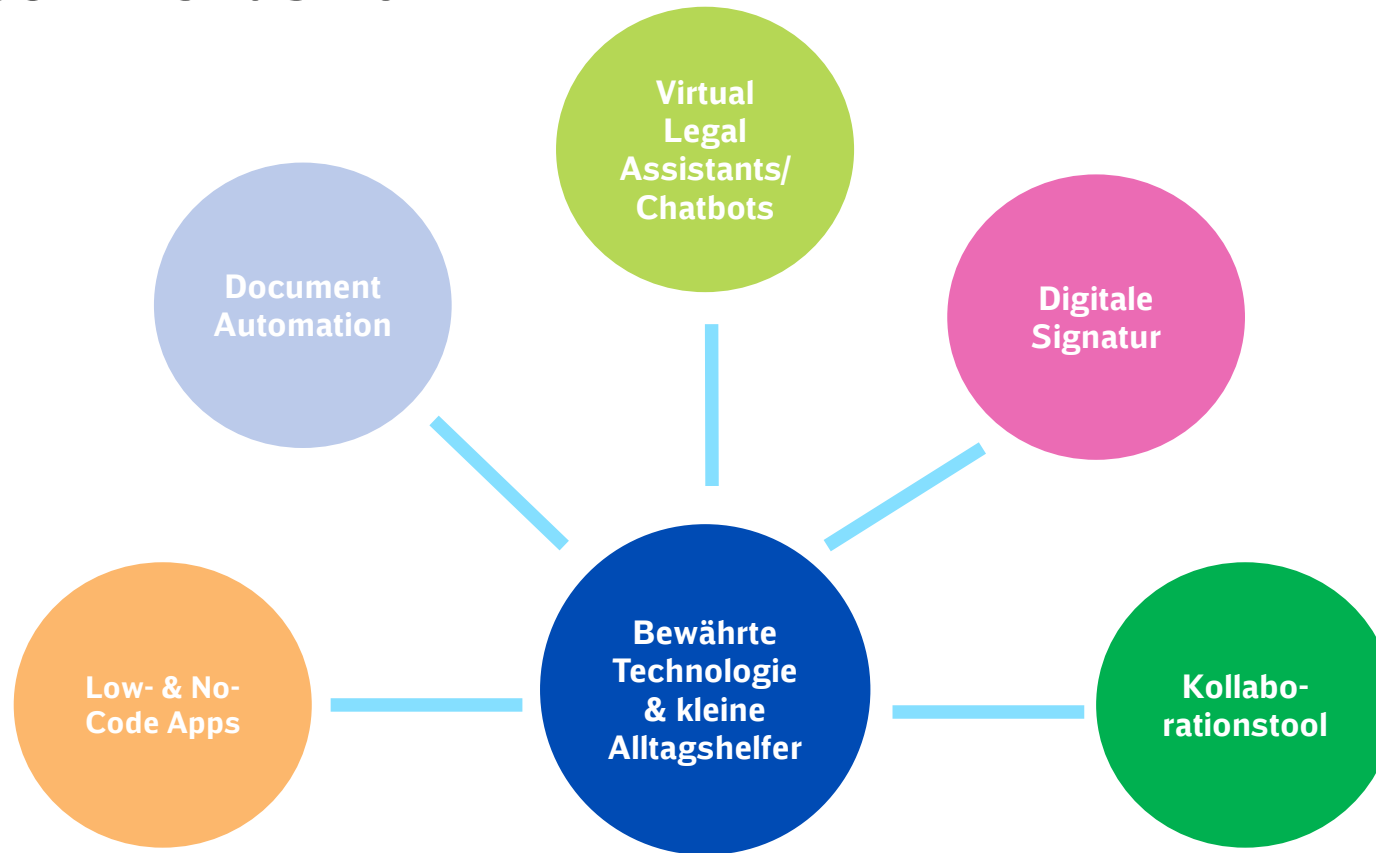 Virtual
Legal
Assistants/
Chatbots
Document
Automation
Digitale
Signatur
Low- & No-
Code Apps
Bewährte
Technologie
& kleine
Alltagshelfer
Kollabo-
rationstool